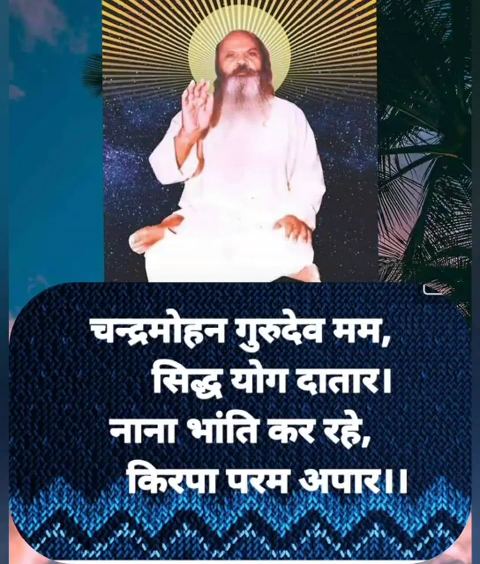 चन्द्रमोहन गुरुदेव मम,
सिद्ध योग दातार।
नाना भांति कर रहे,
किरपा परम अपार।।